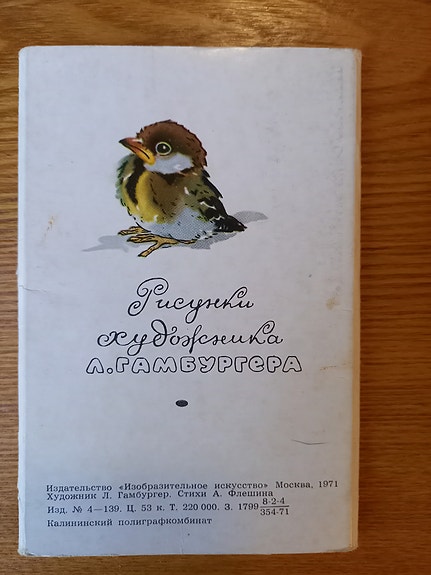 Рисунки
художника
Л.ГАМБУРГЕРА
Издательство «Изобразительное искусство» Москва, 1971
Художник Л. Гамбургер. Стихи А. Флешина
Изд. № 4—139. Ц. 53 к. Т. 220 000. З. 1799 8-2-4/354-71
Калининский полиграфкомбинат